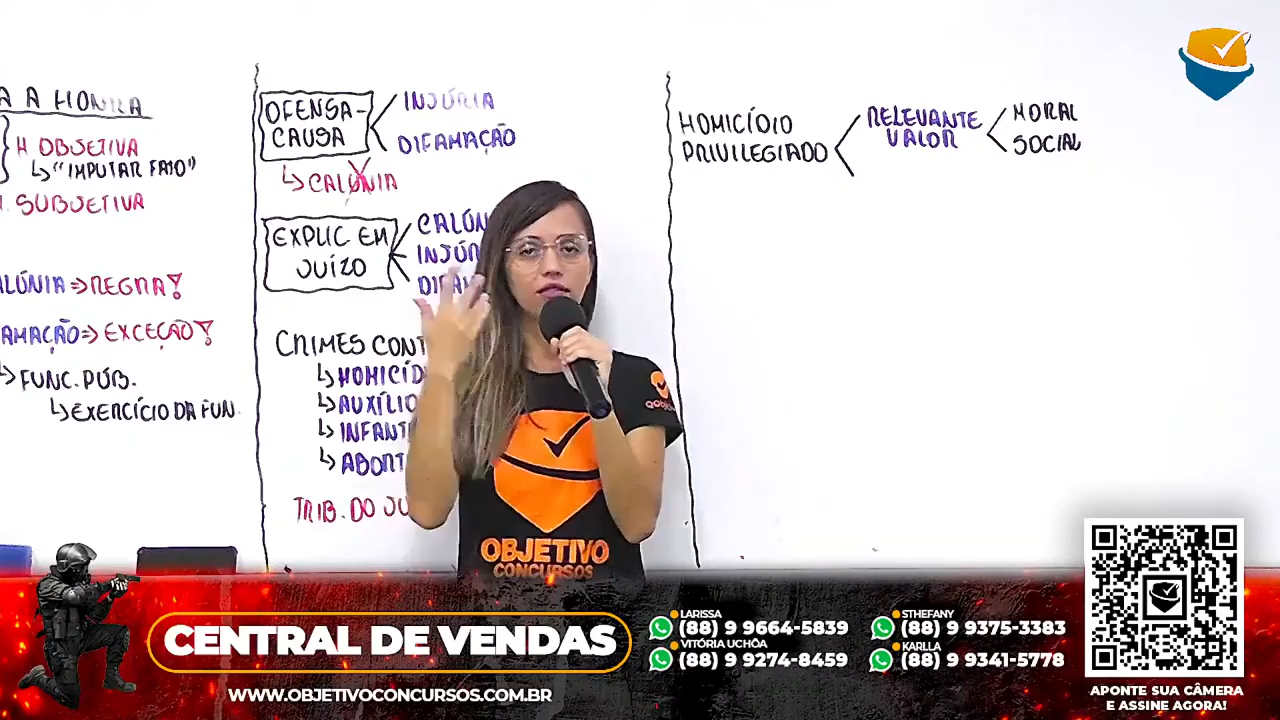 A A HONRA
H OBJETIVA
↳ "IMPUTAR FATO"
SUBJETIVA
CALÚNIA ⇒ REGRA!
AMAÇÃO ⇒ EXCEÇÃO!
↳ FUNC. PÚB.
↳ EXERCÍCIO DA FUN.
OFENSA-
CAUSA
INJÚRIA
DIFAMAÇÃO
↳ CALÚNIA
EXPLIC EM
JUÍZO
CALÚN
INJÚR
DIFAM
CRIMES CONT
↳ HOMICÍD
↳ AUXÍLIO
↳ INFANT
↳ ABORT
TRIB. DO JU
HOMICÍDIO
PRIVILEGIADO
RELEVANTE
VALOR
MORAL
SOCIAL
OBJETIVO
CONCURSOS
CENTRAL DE VENDAS
WWW.OBJETIVOCONCURSOS.COM.BR
LARISSA
(88) 9 9664-5839
VITÓRIA UCHÔA
(88) 9 9274-8459
STHEFANY
(88) 9 9375-3383
KARLLA
(88) 9 9341-5778
APONTE SUA CÂMERA
E ASSINE AGORA!